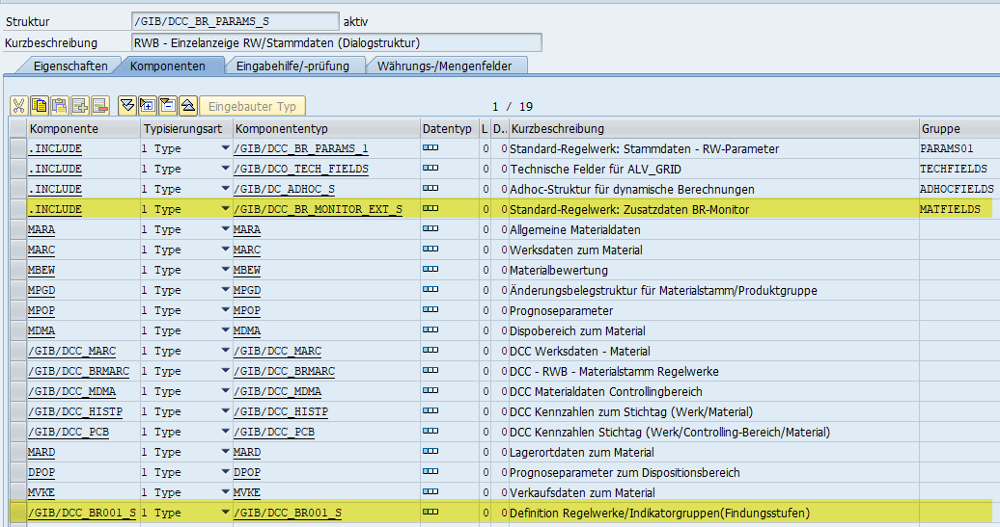 Struktur /GIB/DCC_BR_PARAMS_S aktiv
Kurzbeschreibung RWB - Einzelanzeige RW/Stammdaten (Dialogstruktur)
Eigenschaften Komponenten Eingabehilfe/-prüfung Währungs-/Mengenfelder
Eingebauter Typ 1 / 19
Komponente Typisierungsart Komponententyp Datentyp L D.. Kurzbeschreibung Gruppe
.INCLUDE 1 Type /GIB/DCC_BR_PARAMS_1 0 0 Standard-Regelwerk: Stammdaten - RW-Parameter PARAMS01
.INCLUDE 1 Type /GIB/DCO_TECH_FIELDS 0 0 Technische Felder für ALV_GRID TECHFIELDS
.INCLUDE 1 Type /GIB/DC_ADHOC_S 0 0 Adhoc-Struktur für dynamische Berechnungen ADHOCFIELDS
.INCLUDE 1 Type /GIB/DCC_BR_MONITOR_EXT_S 0 0 Standard-Regelwerk: Zusatzdaten BR-Monitor MATFIELDS
MARA 1 Type MARA 0 0 Allgemeine Materialdaten
MARC 1 Type MARC 0 0 Werksdaten zum Material
MBEW 1 Type MBEW 0 0 Materialbewertung
MPGD 1 Type MPGD 0 0 Änderungsbelegstruktur für Materialstamm/Produktgruppe
MPOP 1 Type MPOP 0 0 Prognoseparameter
MDMA 1 Type MDMA 0 0 Dispobereich zum Material
/GIB/DCC_MARC 1 Type /GIB/DCC_MARC 0 0 DCC Werksdaten - Material
/GIB/DCC_BRMARC 1 Type /GIB/DCC_BRMARC 0 0 DCC - RWB - Materialstamm Regelwerke
/GIB/DCC_MDMA 1 Type /GIB/DCC_MDMA 0 0 DCC Materialdaten Controllingbereich
/GIB/DCC_HISTP 1 Type /GIB/DCC_HISTP 0 0 DCC Kennzahlen zum Stichtag (Werk/Material)
/GIB/DCC_PCB 1 Type /GIB/DCC_PCB 0 0 DCC Kennzahlen Stichtag (Werk/Controlling-Bereich/Material)
MARD 1 Type MARD 0 0 Lagerortdaten zum Material
DPOP 1 Type DPOP 0 0 Prognoseparameter zum Dispositionsbereich
MVKE 1 Type MVKE 0 0 Verkaufsdaten zum Material
/GIB/DCC_BR001_S 1 Type /GIB/DCC_BR001_S 0 0 Definition Regelwerke/Indikatorgruppen(Findungsstufen)